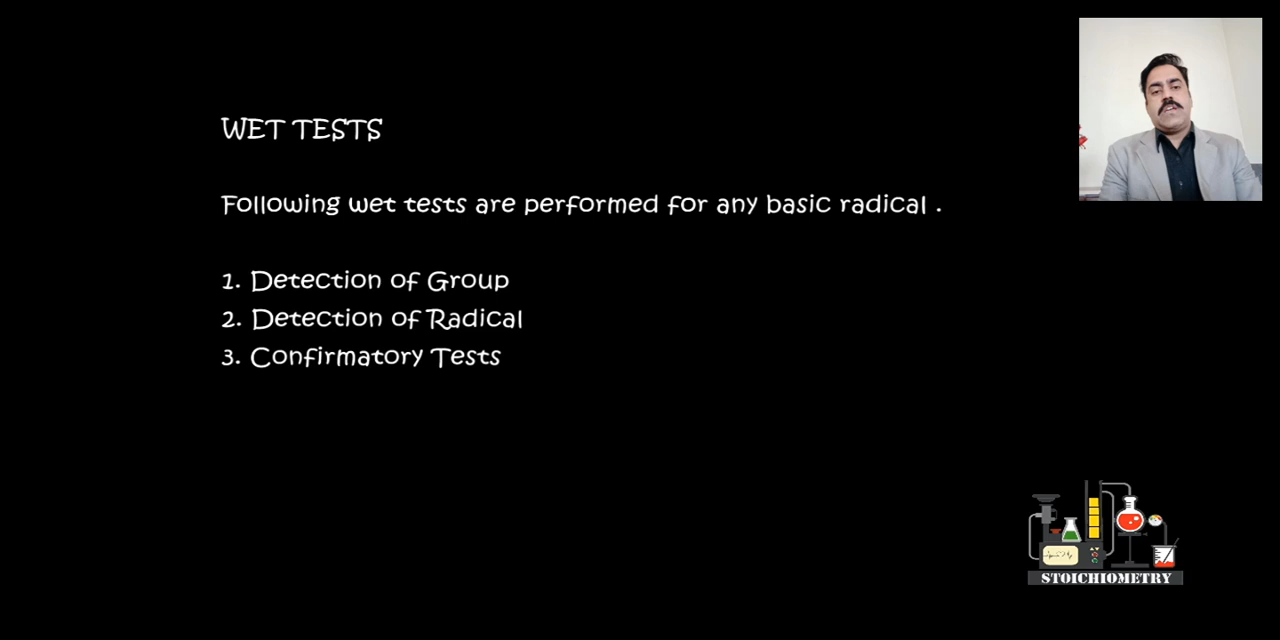 WET TESTS
Following wet tests are performed for any basic radical .
1. Detection of Group
2. Detection of Radical
3. Confirmatory Tests
STOICHIOMETRY